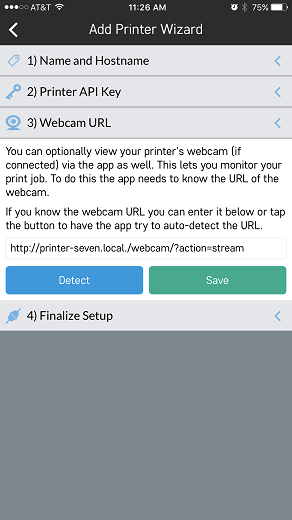 AT&T 11:26 AM 75%
Add Printer Wizard
1) Name and Hostname
2) Printer API Key
3) Webcam URL
You can optionally view your printer's webcam (if
connected) via the app as well. This lets you monitor your
print job. To do this the app needs to know the URL of the
webcam.
If you know the webcam URL you can enter it below or tap
the button to have the app try to auto-detect the URL.
http://printer-seven.local./webcam/?action=stream
Detect Save
4) Finalize Setup